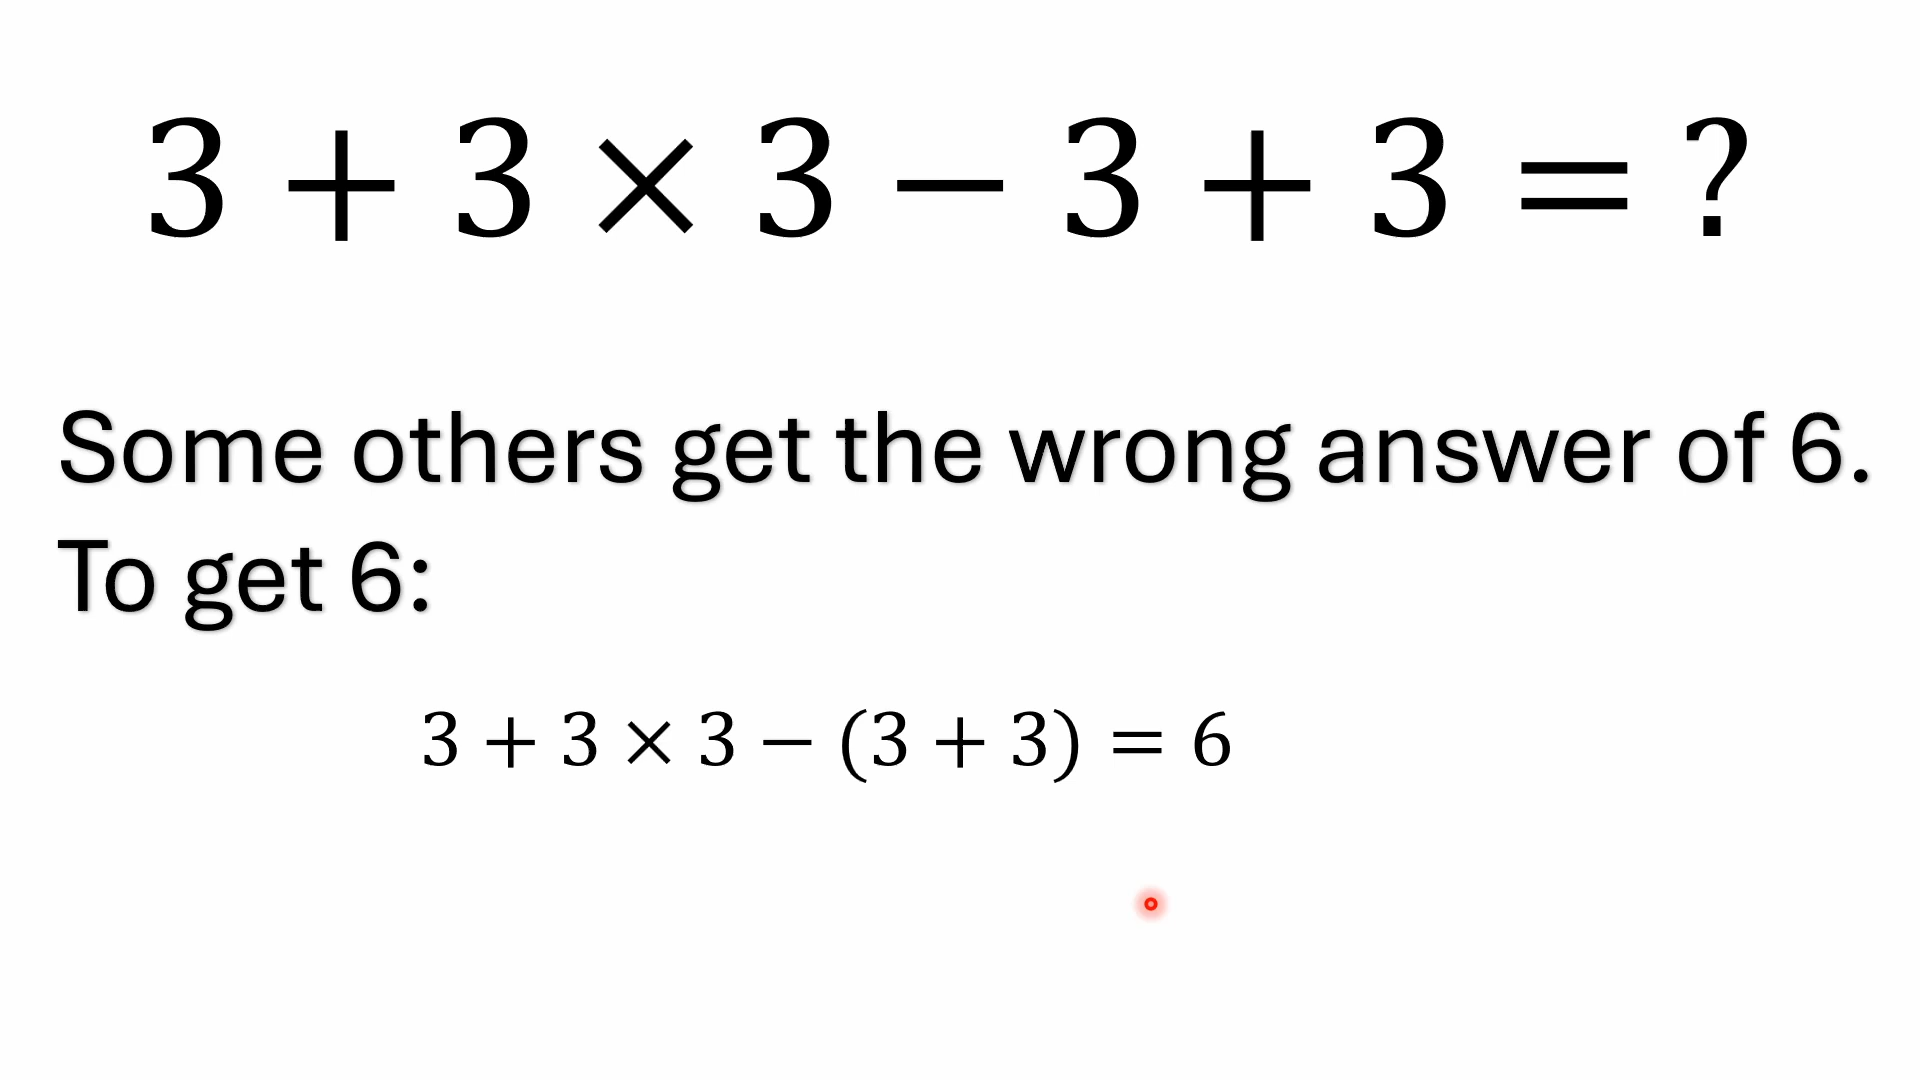 3 + 3 × 3 − 3 + 3 = ?
Some others get the wrong answer of 6.
To get 6:
3 + 3 × 3 − (3 + 3) = 6